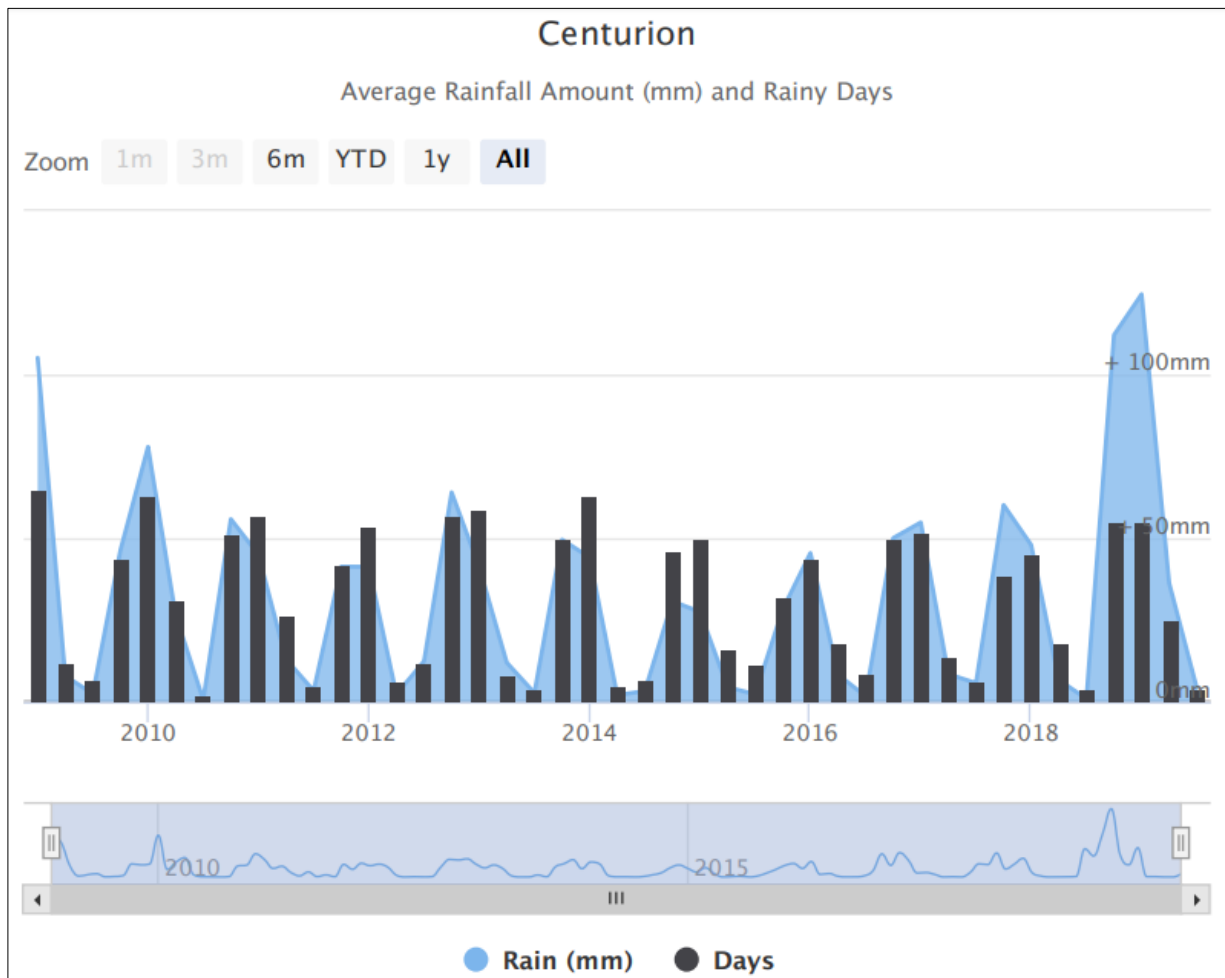 Centurion
Average Rainfall Amount (mm) and Rainy Days
Zoom 1m 3m 6m YTD 1y All
+ 100mm
+ 50mm
0mm
2010 2012 2014 2016 2018
2010 2015
Rain (mm) Days